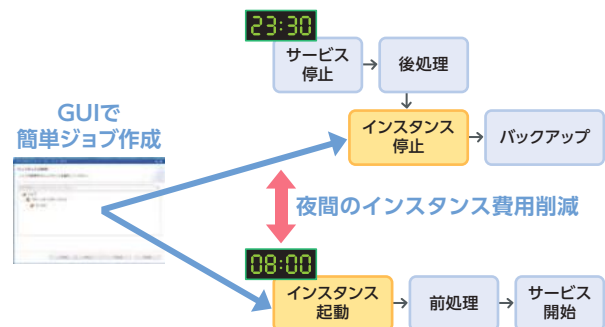 23:30
サービス
停止
後処理
GUIで
簡単ジョブ作成
インスタンス
停止
バックアップ
夜間のインスタンス費用削減
08:00
インスタンス
起動
前処理
サービス
開始